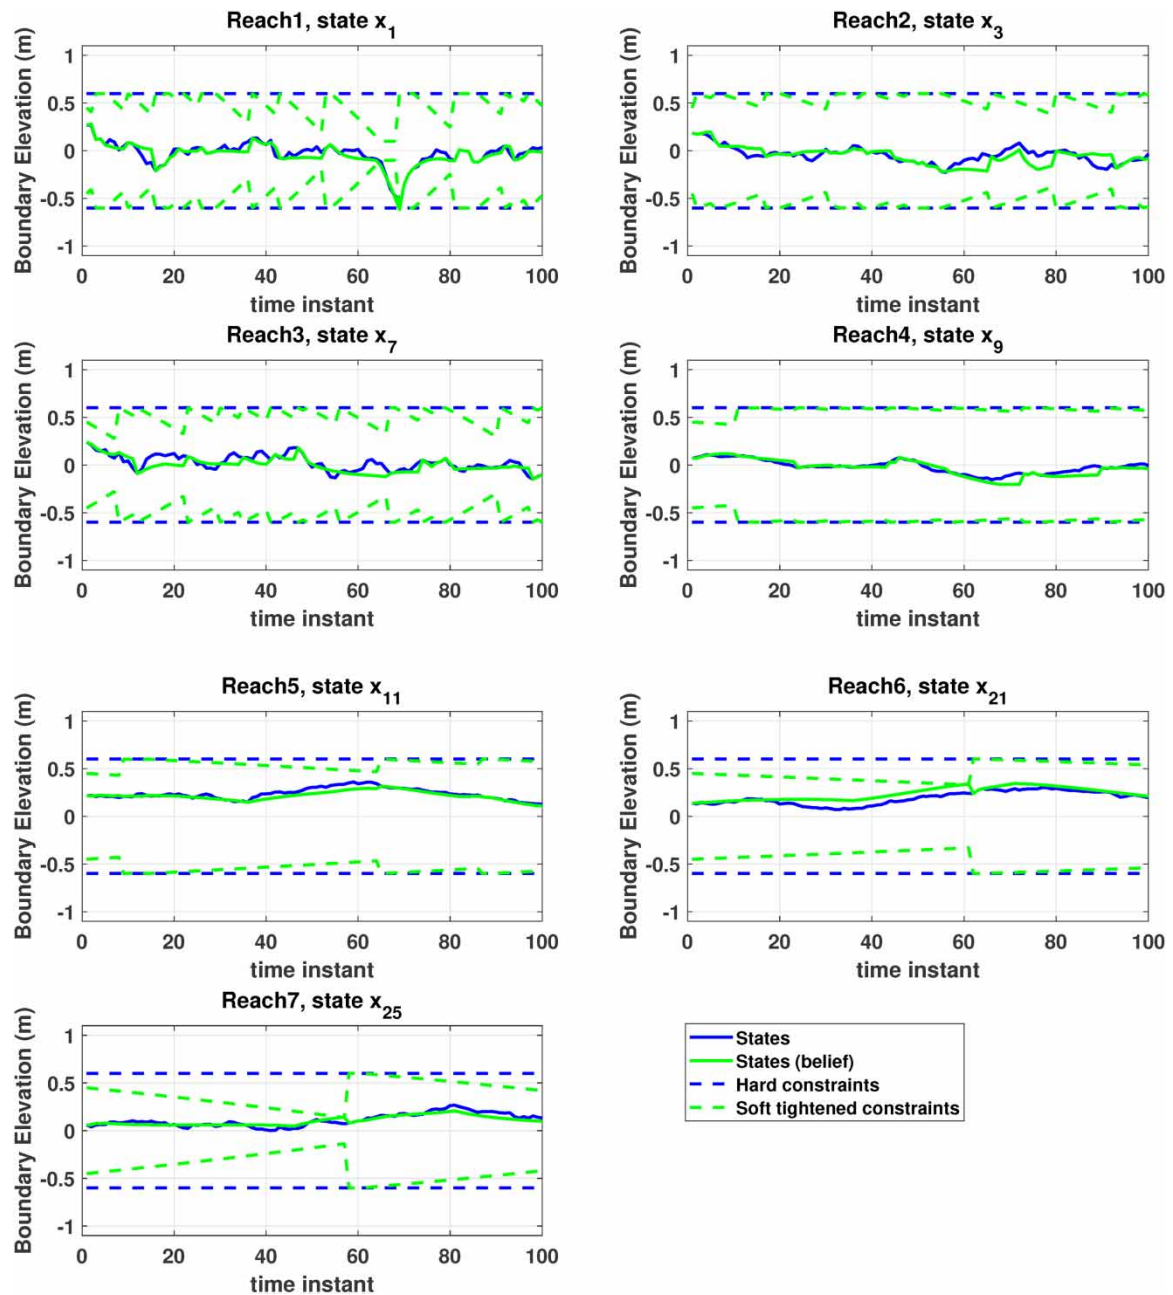 Reach1, state x1
Boundary Elevation (m)
1
0.5
0
-0.5
-1
0 20 40 60 80 100
time instant
Reach2, state x3
Boundary Elevation (m)
1
0.5
0
-0.5
-1
0 20 40 60 80 100
time instant
Reach3, state x7
Boundary Elevation (m)
1
0.5
0
-0.5
-1
0 20 40 60 80 100
time instant
Reach4, state x9
Boundary Elevation (m)
1
0.5
0
-0.5
-1
0 20 40 60 80 100
time instant
Reach5, state x11
Boundary Elevation (m)
1
0.5
0
-0.5
-1
0 20 40 60 80 100
time instant
Reach6, state x21
Boundary Elevation (m)
1
0.5
0
-0.5
-1
0 20 40 60 80 100
time instant
Reach7, state x25
Boundary Elevation (m)
1
0.5
0
-0.5
-1
0 20 40 60 80 100
time instant
States
States (belief)
Hard constraints
Soft tightened constraints